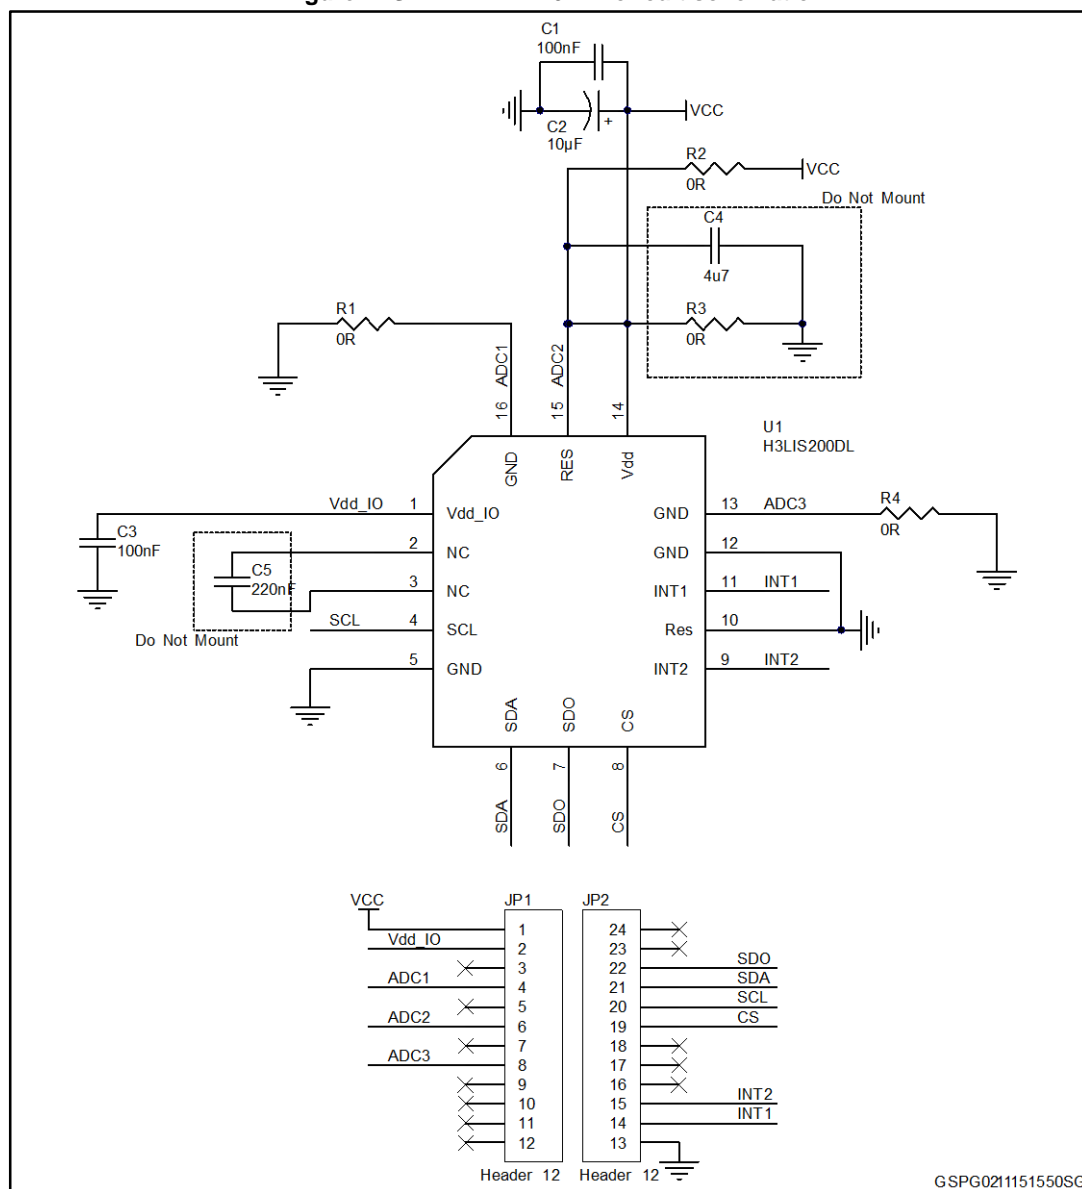 C1
100nF
C2
10µF
+
VCC
R2
0R
VCC
Do Not Mount
C4
4u7
R1
0R
R3
0R
ADC1
ADC2
16
15
14
U1
H3LIS200DL
GND
RES
Vdd
Vdd_IO
1
Vdd_IO
GND
13
ADC3
R4
0R
C3
100nF
2
NC
GND
12
C5
220nF
3
NC
INT1
11
INT1
Do Not Mount
SCL
4
SCL
Res
10
5
GND
INT2
9
INT2
SDA
SDO
CS
6
7
8
SDA
SDO
CS
VCC
JP1
JP2
1
24
Vdd_IO
2
23
3
22
SDO
ADC1
4
21
SDA
5
20
SCL
ADC2
6
19
CS
7
18
ADC3
8
17
9
16
10
15
INT2
11
14
INT1
12
13
Header 12
Header 12
GSPG0211151550SG